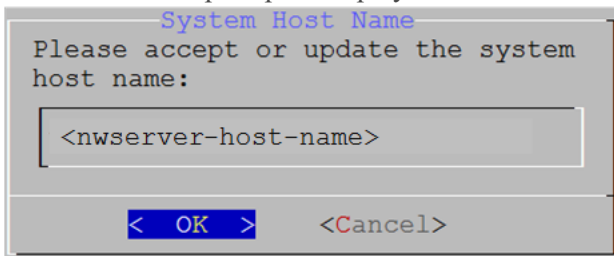 System Host Name
Please accept or update the system
host name:
<nwserver-host-name>
< OK > <Cancel>